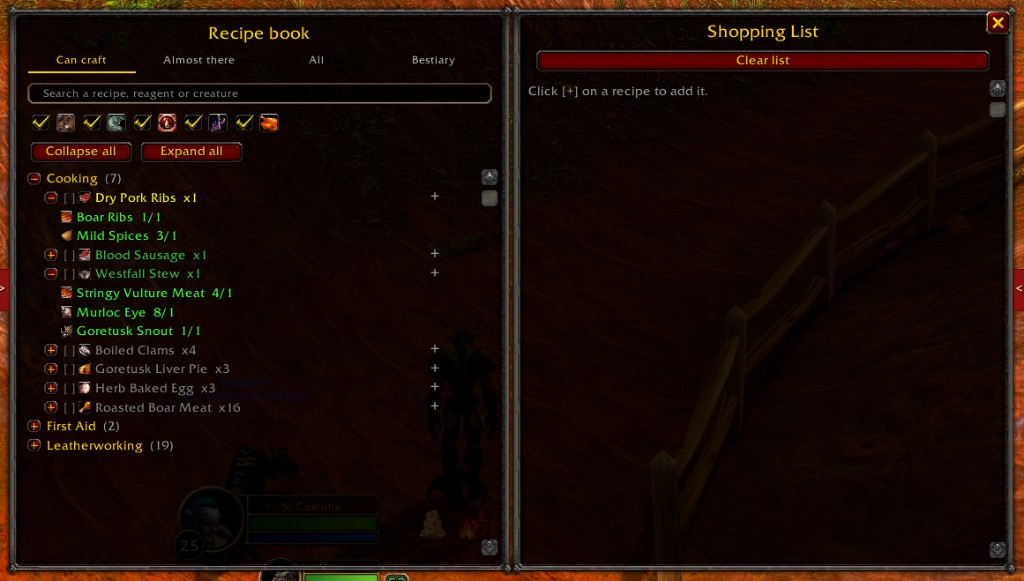 Recipe book
Can craft Almost there All Bestiary
Search a recipe, reagent or creature
Collapse all Expand all
Cooking (7)
[ ] Dry Pork Ribs x1 +
Boar Ribs 1/1
Mild Spices 3/1
[ ] Blood Sausage x1 +
[ ] Westfall Stew x1 +
Stringy Vulture Meat 4/1
Murloc Eye 8/1
Goretusk Snout 1/1
[ ] Boiled Clams x4 +
[ ] Goretusk Liver Pie x3 +
[ ] Herb Baked Egg x3 +
[ ] Roasted Boar Meat x16 +
First Aid (2)
Leatherworking (19)
25
Shopping List
Clear list
Click [+] on a recipe to add it.